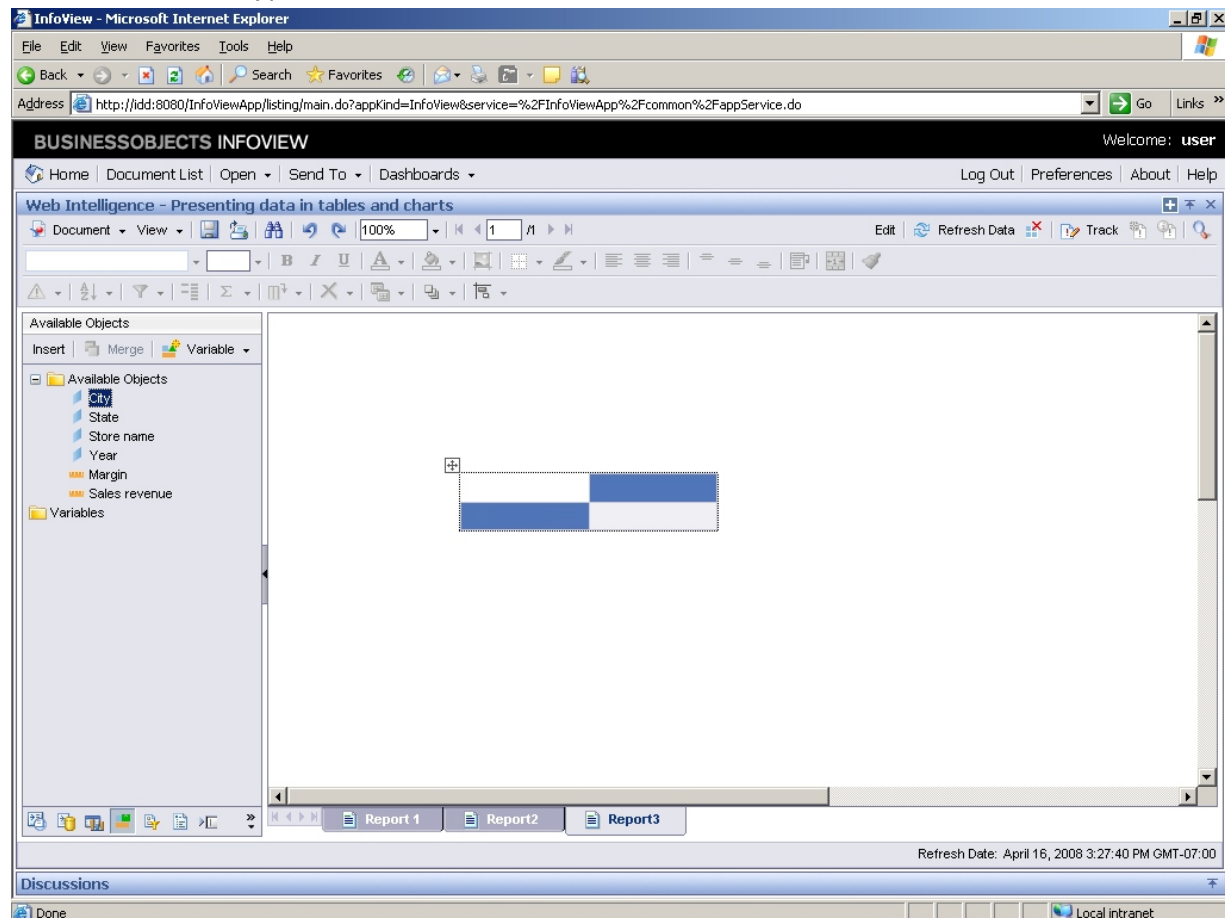 InfoView - Microsoft Internet Explorer
File Edit View Favorites Tools Help
Back Search Favorites
Address http://idd:8080/InfoViewApp/listing/main.do?appKind=InfoView&service=%2FInfoViewApp%2Fcommon%2FappService.do Go Links »
BUSINESSOBJECTS INFOVIEW Welcome: user
Home Document List Open Send To Dashboards Log Out Preferences About Help
Web Intelligence - Presenting data in tables and charts
Document View 100% 1 /1 Edit Refresh Data Track
B I U A
Available Objects
Insert Merge Variable
Available Objects
City
State
Store name
Year
Margin
Sales revenue
Variables
Report 1 Report2 Report3
Refresh Date: April 16, 2008 3:27:40 PM GMT-07:00
Discussions
Done Local intranet